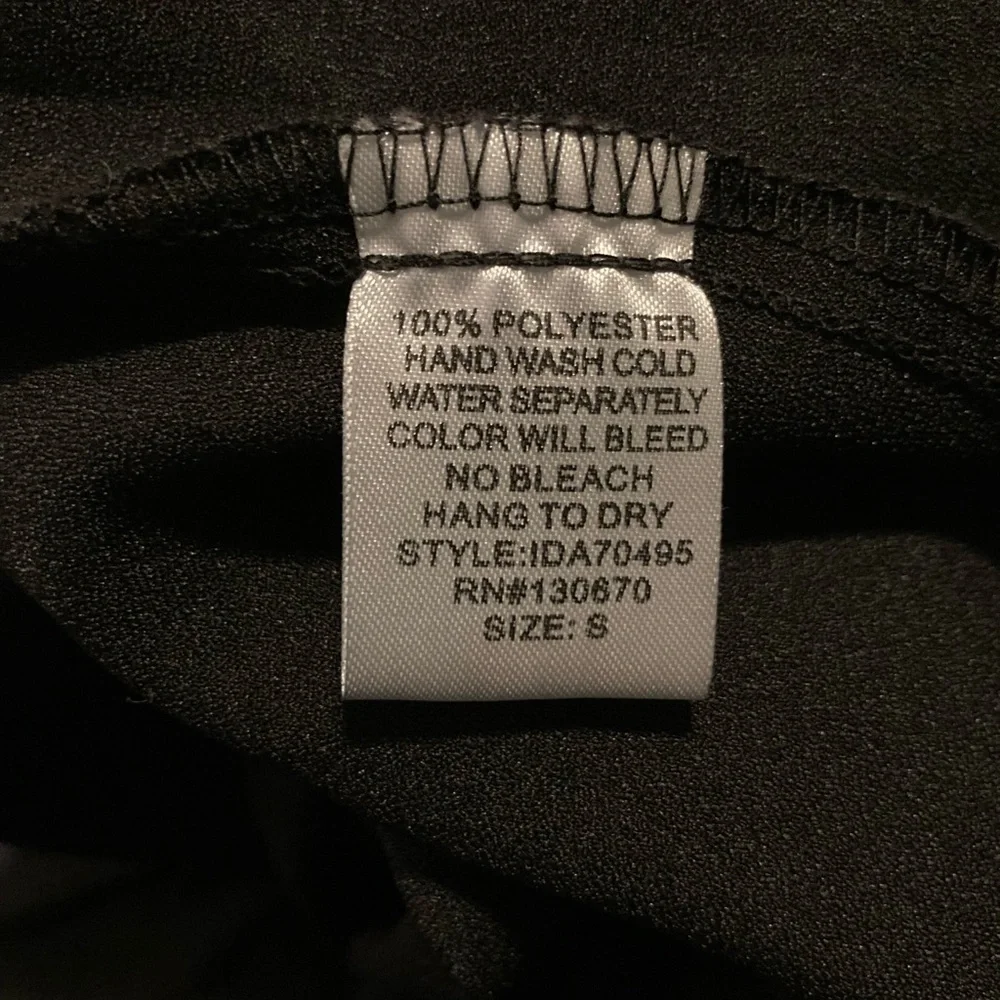 100% POLYESTER
HAND WASH COLD
WATER SEPARATELY
COLOR WILL BLEED
NO BLEACH
HANG TO DRY
STYLE:IDA70495
RN#130670
SIZE: S